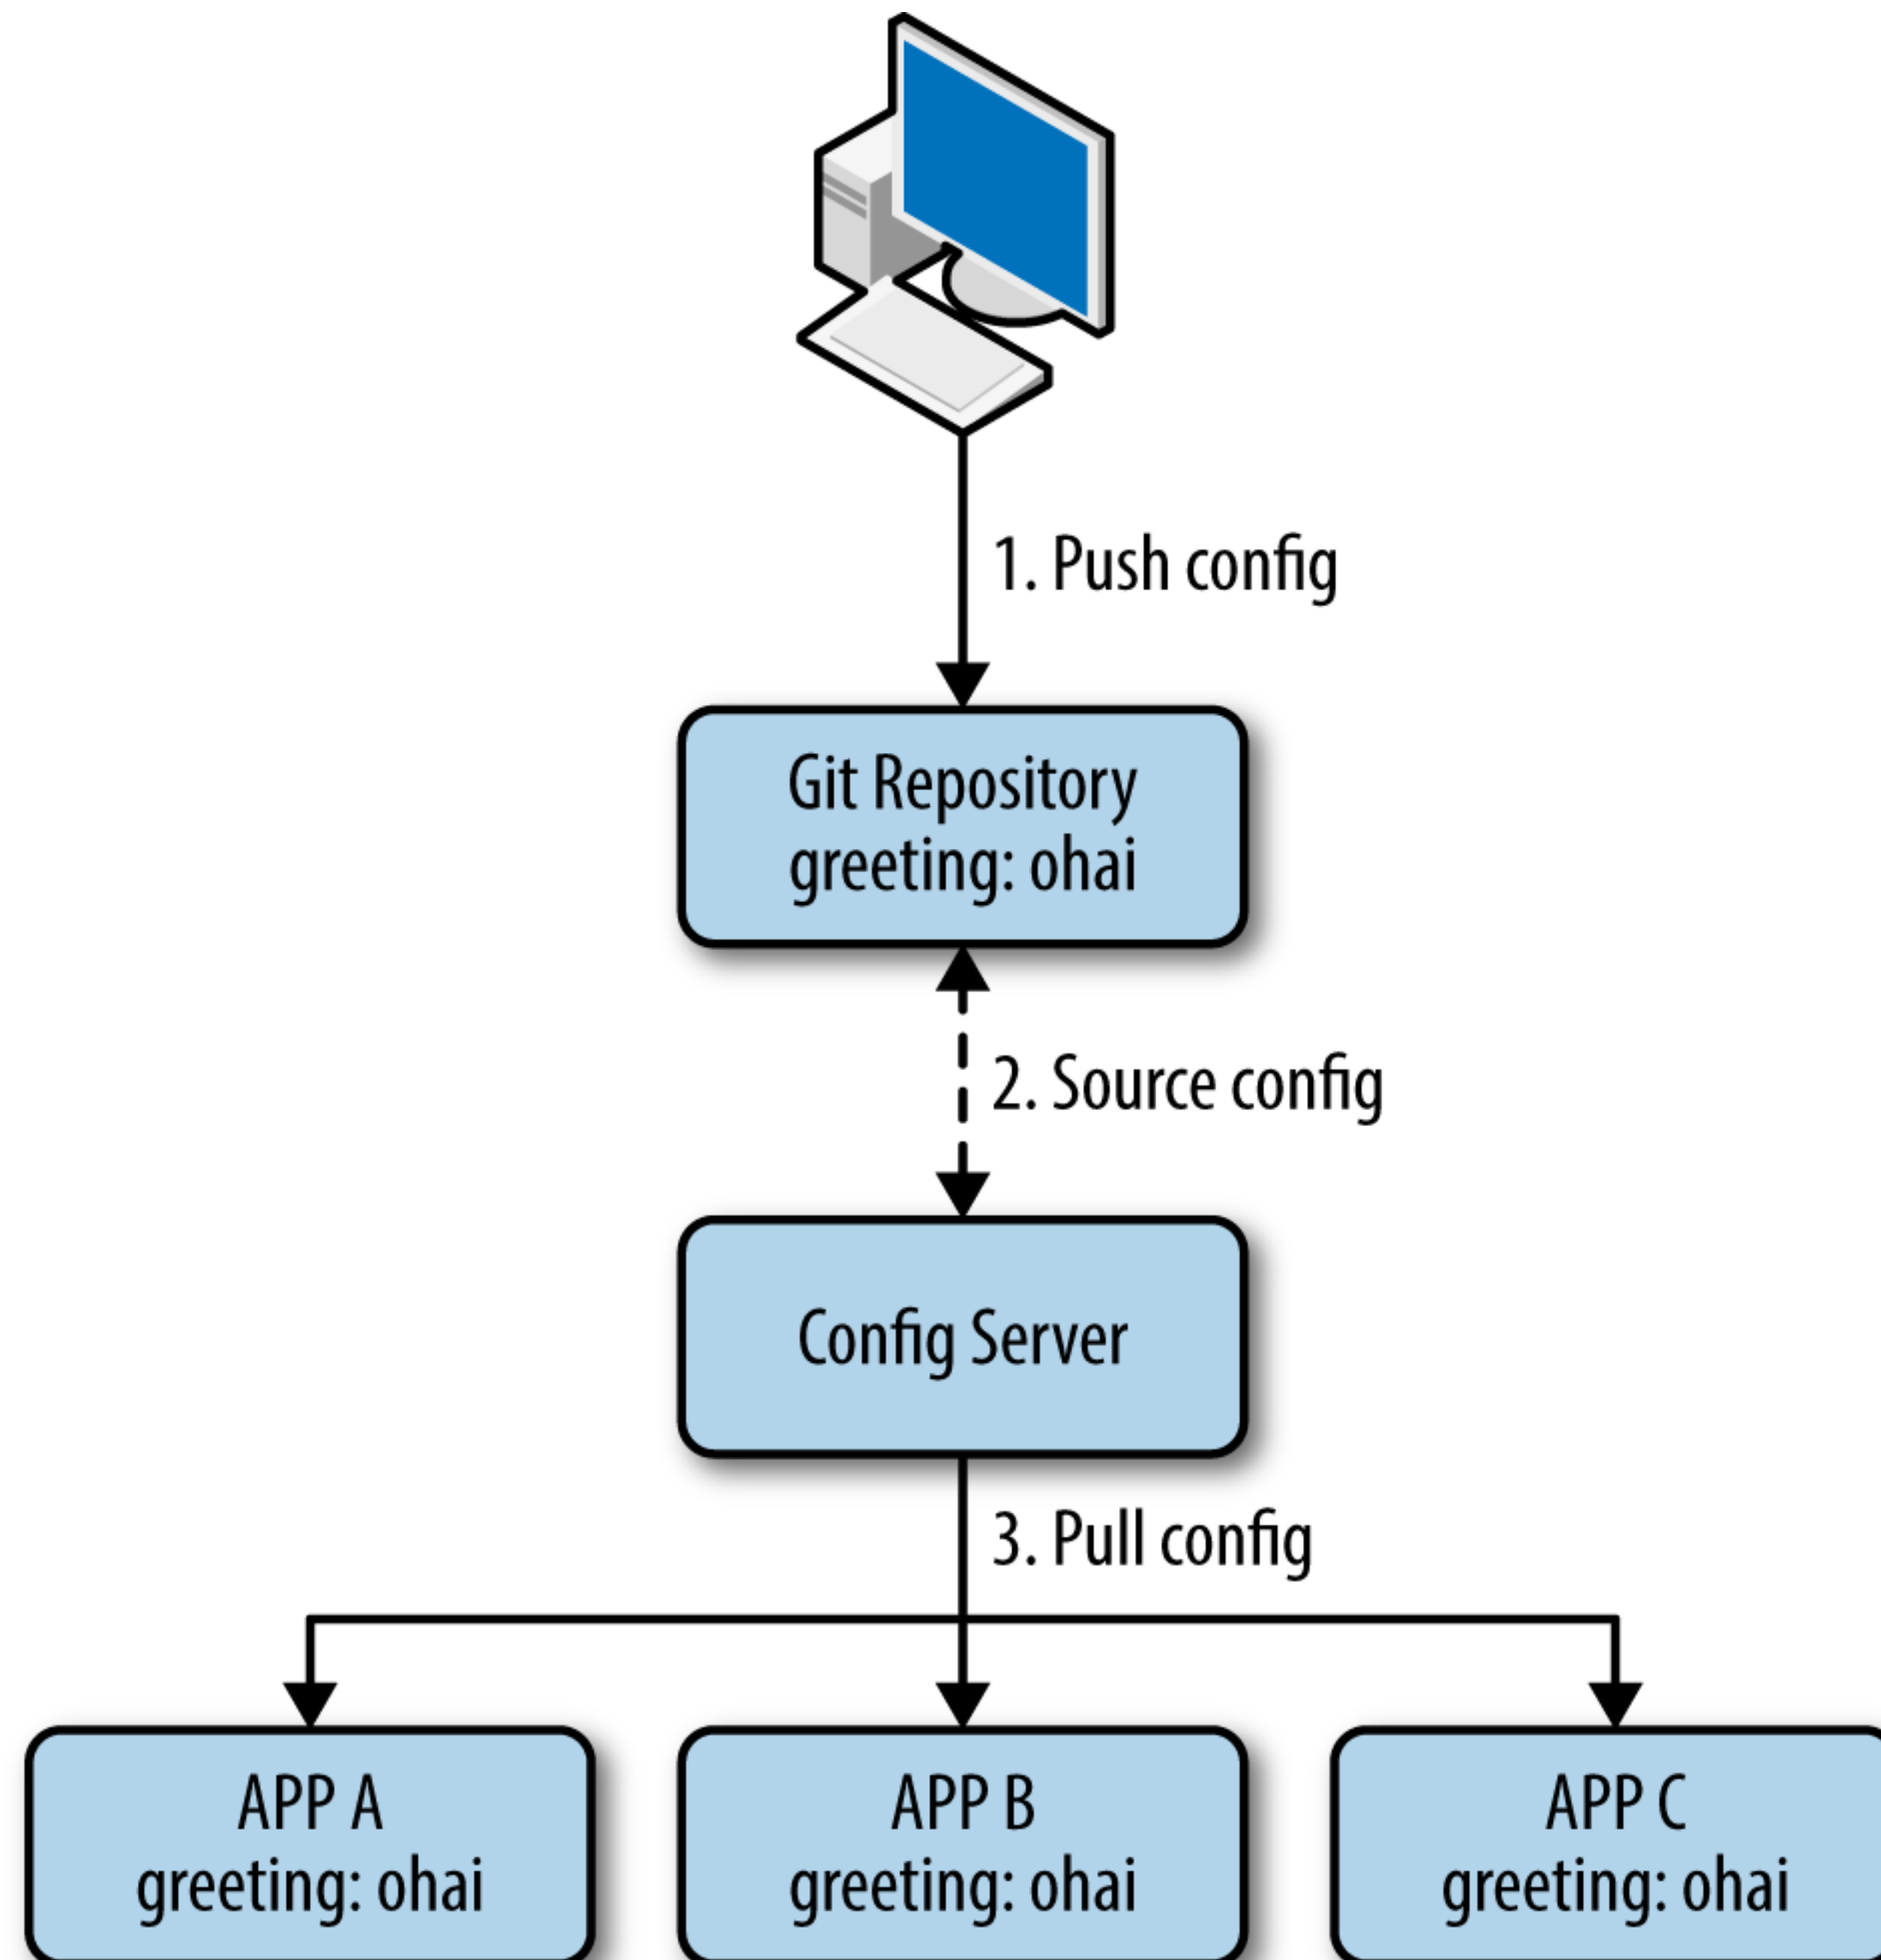 1. Push config
Git Repository
greeting: ohai
2. Source config
Config Server
3. Pull config
APP A
greeting: ohai
APP B
greeting: ohai
APP C
greeting: ohai